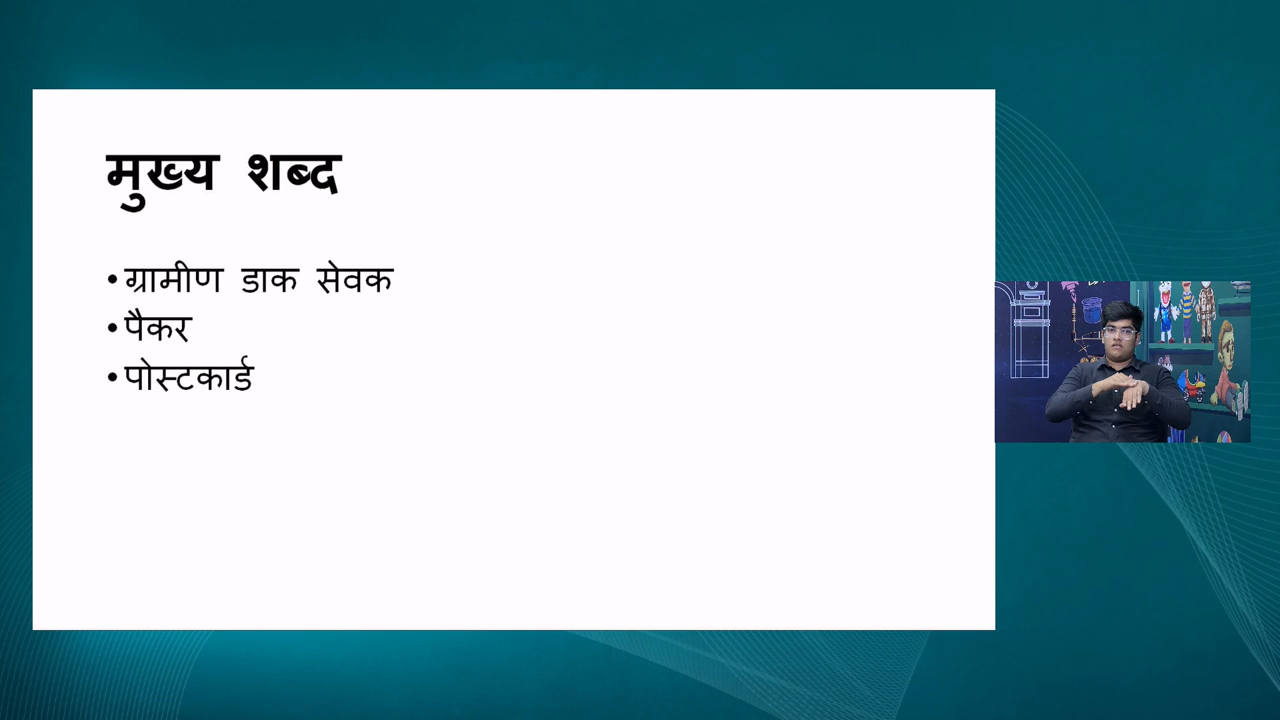 मुख्य शब्द
•ग्रामीण डाक सेवक
•पैकर
•पोस्टकार्ड